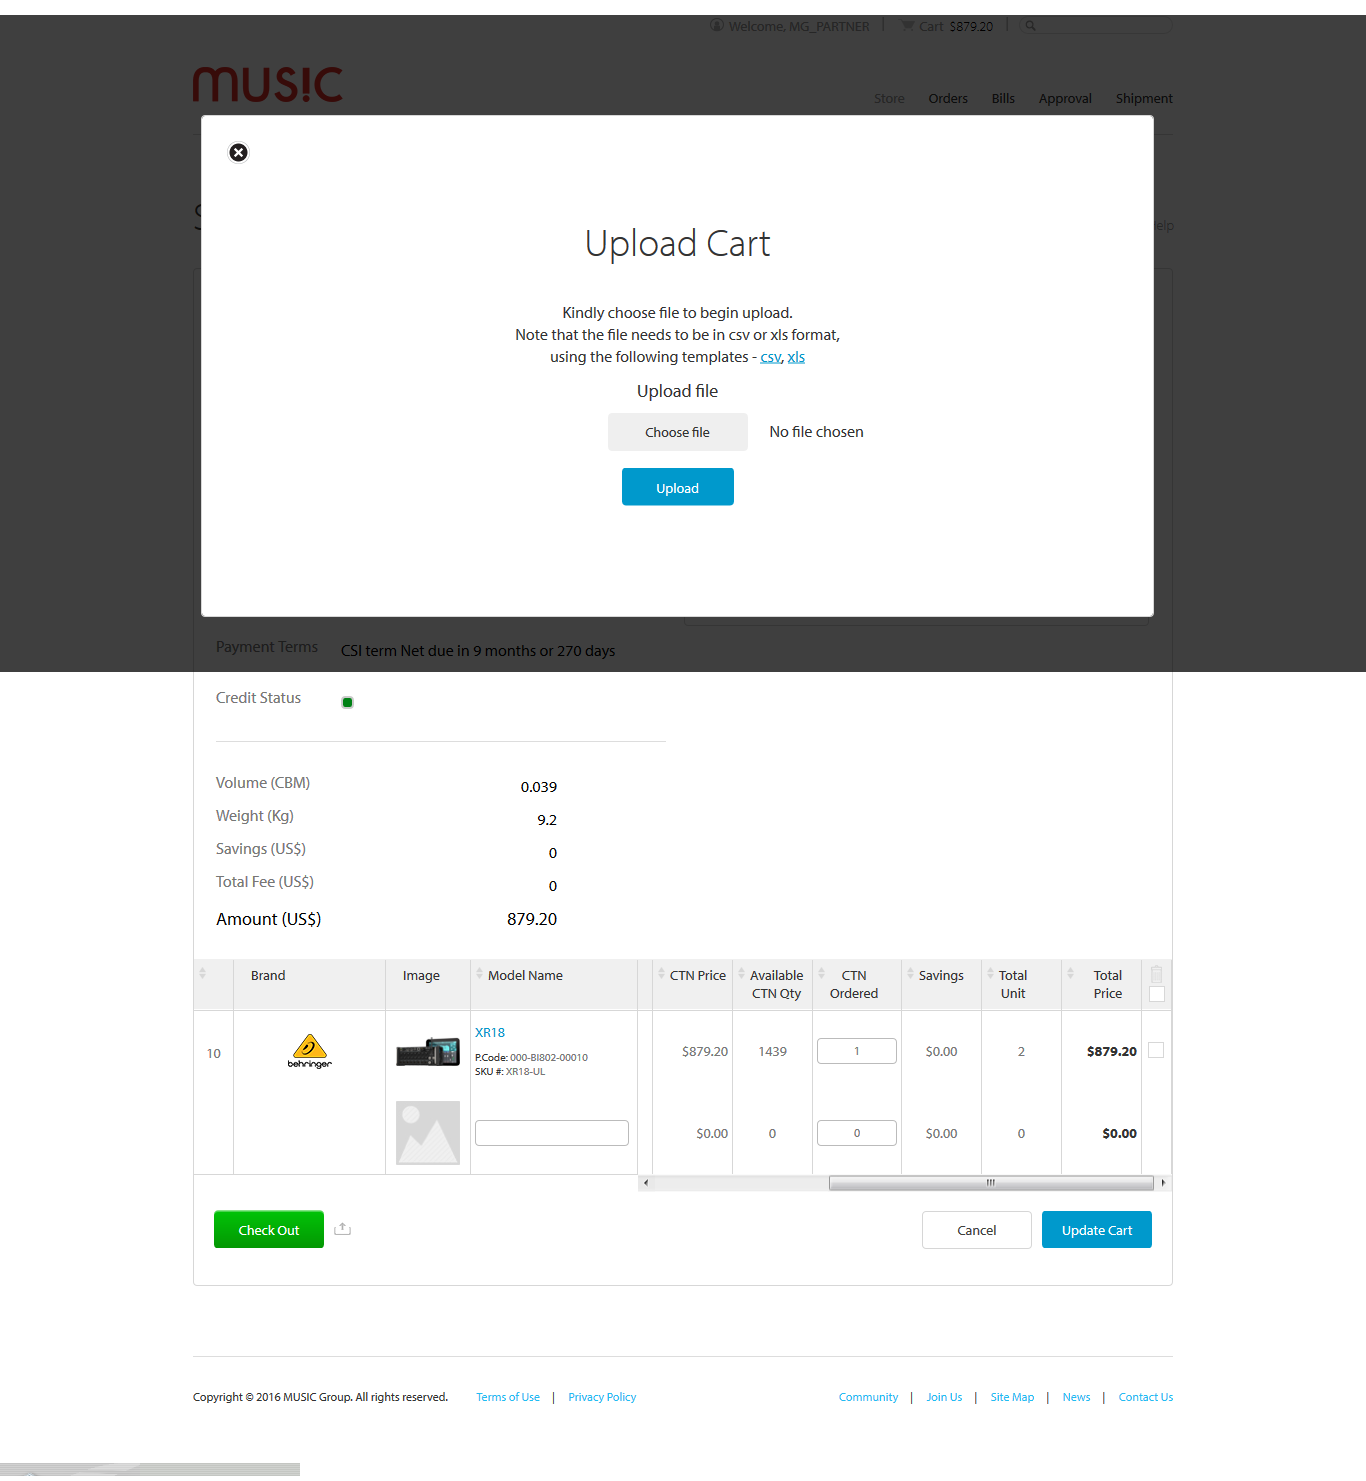 Welcome, MG_PARTNER
Cart $879.20
MUS!C
Store Orders Bills Approval Shipment
Upload Cart
Kindly choose file to begin upload.
Note that the file needs to be in csv or xls format,
using the following templates - csv, xls
Upload file
Choose file No file chosen
Upload
Payment Terms CSI term Net due in 9 months or 270 days
Credit Status
Volume (CBM) 0.039
Weight (Kg) 9.2
Savings (US$) 0
Total Fee (US$) 0
Amount (US$) 879.20
Brand Image Model Name CTN Price Available CTN Qty CTN Ordered Savings Total Unit Total Price
10 behringer XR18 $879.20 1439 1 $0.00 2 $879.20
P.Code: 000-BI802-00010
SKU #: XR18-UL
$0.00 0 0 $0.00 0 $0.00
Check Out Cancel Update Cart
Copyright © 2016 MUSIC Group. All rights reserved. Terms of Use | Privacy Policy Community | Join Us | Site Map | News | Contact Us